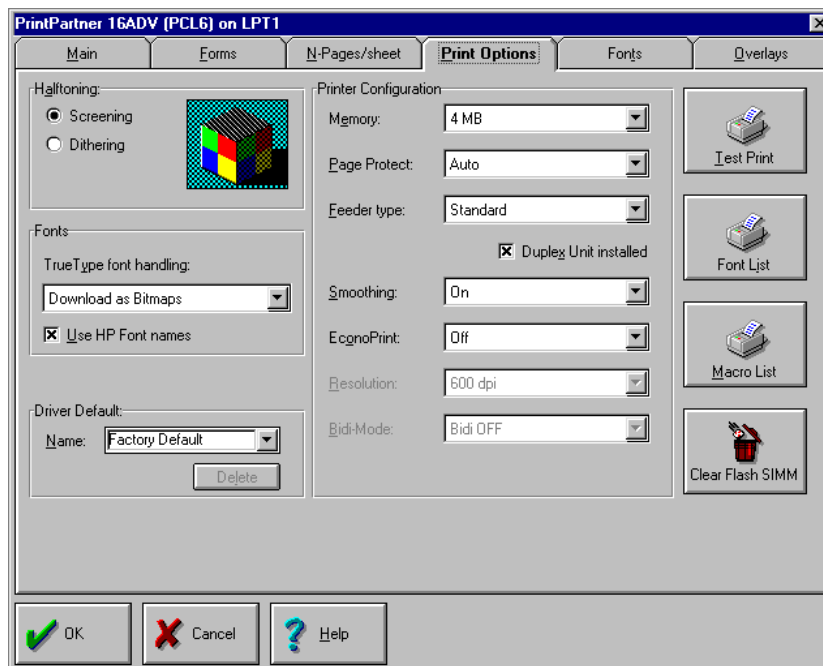 PrintPartner 16ADV (PCL6) on LPT1
Main
Forms
N-Pages/sheet
Print Options
Fonts
Overlays
Halftoning:
Screening
Dithering
Fonts
TrueType font handling:
Download as Bitmaps
Use HP Font names
Driver Default:
Name: Factory Default
Delete
Printer Configuration
Memory: 4 MB
Page Protect: Auto
Feeder type: Standard
Duplex Unit installed
Smoothing: On
EconoPrint: Off
Resolution: 600 dpi
Bidi-Mode: Bidi OFF
Test Print
Font List
Macro List
Clear Flash SIMM
OK
Cancel
Help